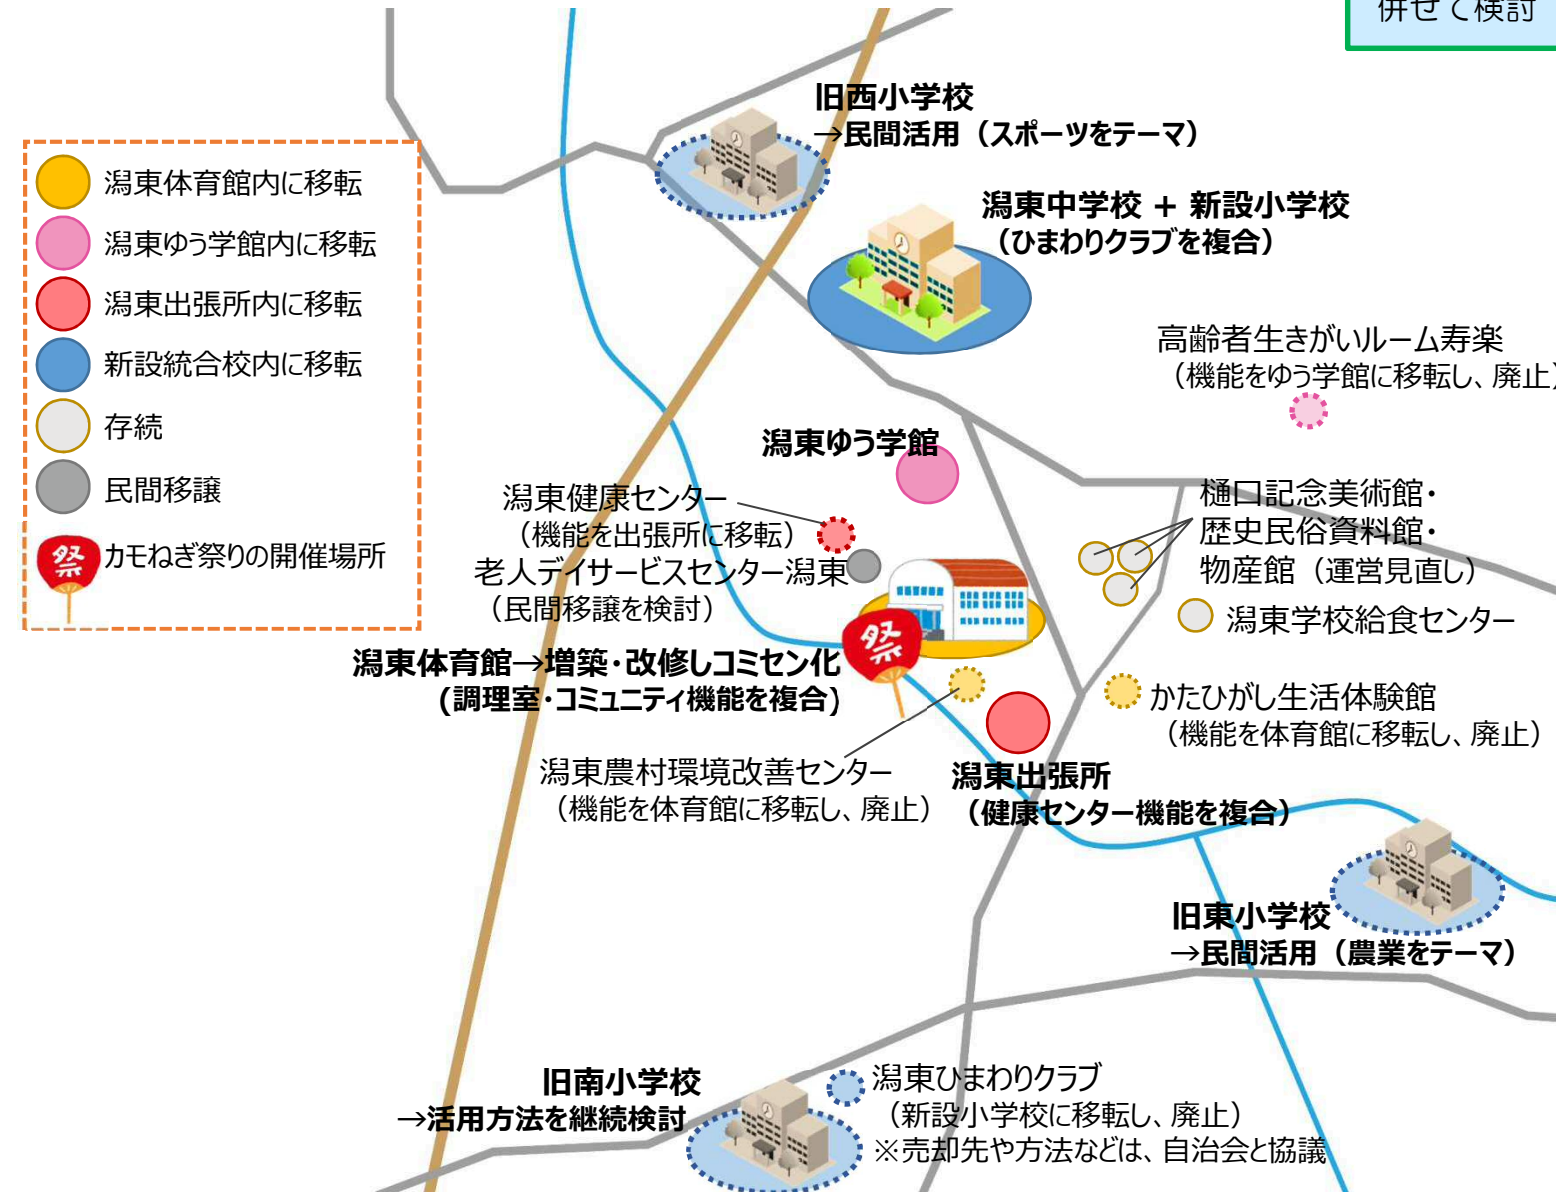 併せて検討
旧西小学校
→民間活用（スポーツをテーマ）
潟東体育館内に移転
潟東ゆう学館内に移転
潟東出張所内に移転
新設統合校内に移転
存続
民間移譲
祭
カモねぎ祭りの開催場所
潟東中学校 + 新設小学校
（ひまわりクラブを複合）
高齢者生きがいルーム寿楽
（機能をゆう学館に移転し、廃止）
潟東ゆう学館
潟東健康センター
（機能を出張所に移転）
老人デイサービスセンター潟東
（民間移譲を検討）
樋口記念美術館・
歴史民俗資料館・
物産館（運営見直し）
潟東学校給食センター
祭
潟東体育館→増築・改修しコミセン化
(調理室・コミュニティ機能を複合)
かたひがし生活体験館
（機能を体育館に移転し、廃止）
潟東農村環境改善センター
（機能を体育館に移転し、廃止）
潟東出張所
（健康センター機能を複合）
旧東小学校
→民間活用（農業をテーマ）
旧南小学校
→活用方法を継続検討
潟東ひまわりクラブ
（新設小学校に移転し、廃止）
※売却先や方法などは、自治会と協議